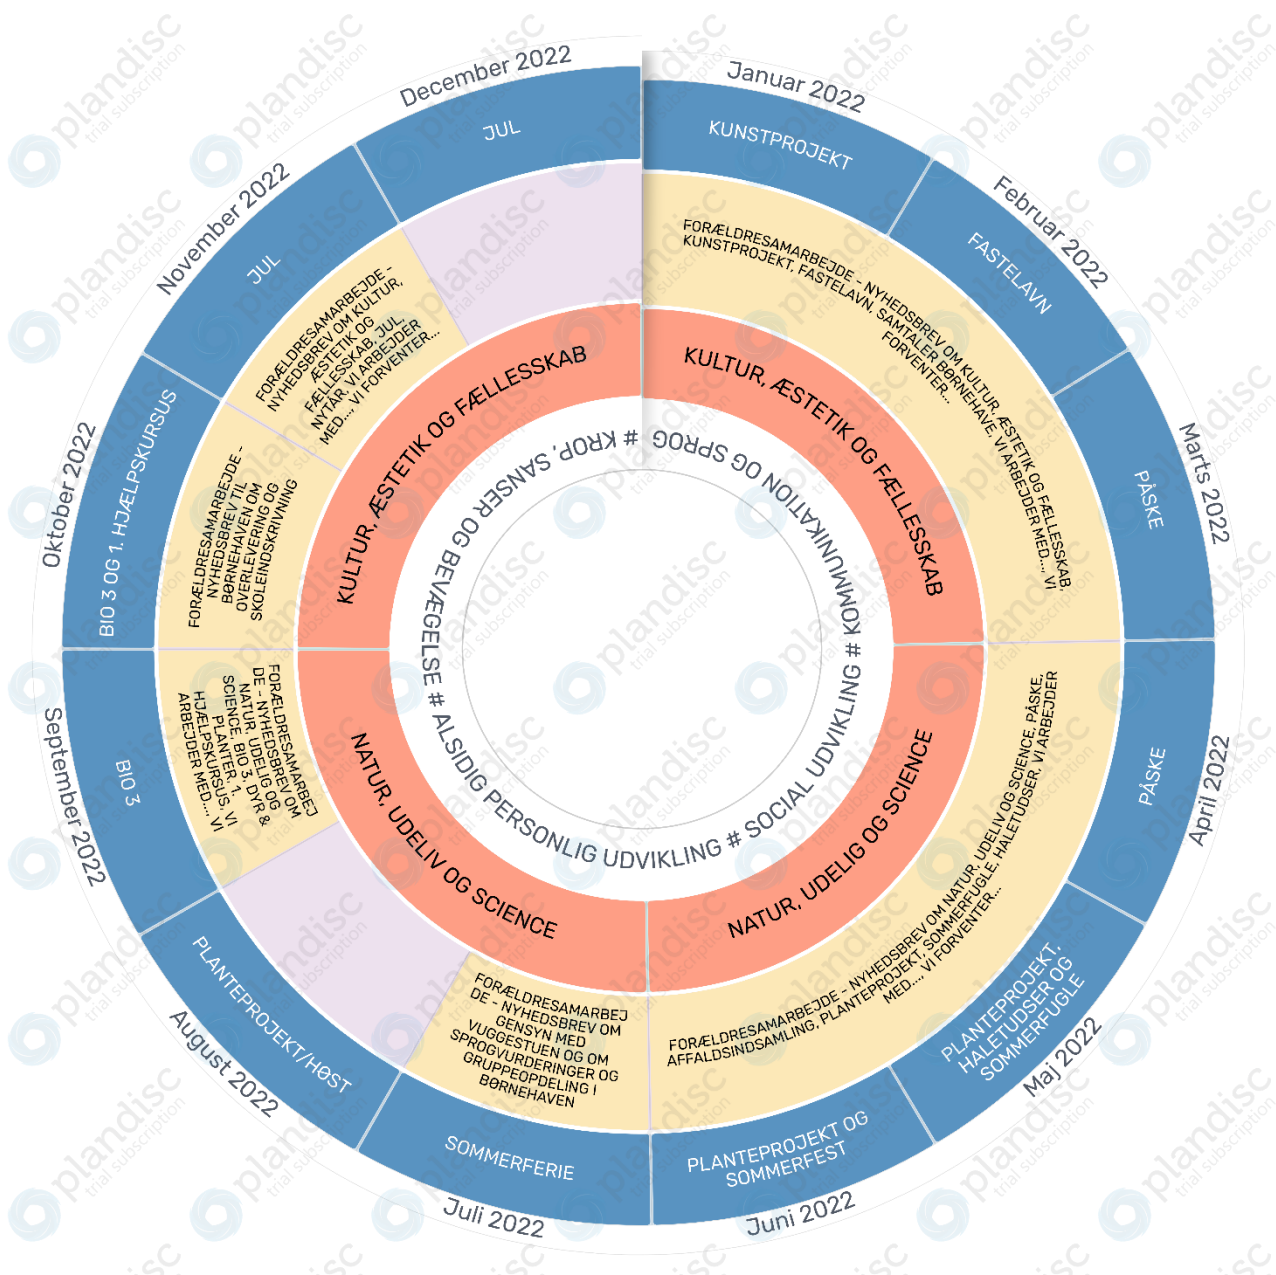 Januar 2022
Februar 2022
Marts 2022
April 2022
Maj 2022
Juni 2022
Juli 2022
August 2022
September 2022
Oktober 2022
November 2022
December 2022
KUNSTPROJEKT
FASTELAVN
PÅSKE
PÅSKE
PLANTEPROJEKT,
HALETUDSER OG
SOMMERFUGLE
PLANTEPROJEKT OG
SOMMERFEST
SOMMERFERIE
PLANTEPROJEKT/HØST
BIO 3
BIO 3 OG 1. HJÆLPSKURSUS
JUL
JUL
FORÆLDRESAMARBEJDE - NYHEDSBREV OM KULTUR, ÆSTETIK OG FÆLLESSKAB,
KUNSTPROJEKT, FASTELAVN, SAMTALER BØRNEHAVE, VI ARBEJDER MED..., VI
FORVENTER...
FORÆLDRESAMARBEJDE - NYHEDSBREV OM NATUR, UDELIV OG SCIENCE, PÅSKE,
AFFALDSINDSAMLING, PLANTEPROJEKT, SOMMERFUGLE, HALETUDSER, VI ARBEJDER
MED..., VI FORVENTER...
FORÆLDRESAMARBEJ
DE - NYHEDSBREV OM
GENSYN MED
VUGGESTUEN OG OM
SPROGVURDERINGER OG
GRUPPEOPDELING I
BØRNEHAVEN
FORÆLDRESAMARBEJ
DE - NYHEDSBREV OM
NATUR, UDELIG OG
SCIENCE, BIO 3, DYR &
PLANTER, 1.
HJÆLPSKURSUS, VI
ARBEJDER MED..., VI
FORÆLDRESAMARBEJDE -
NYHEDSBREV TIL
BØRNEHAVEN OM
OVERLEVERING OG
SKOLEINDSKRIVNING
FORÆLDRESAMARBEJDE -
NYHEDSBREV OM KULTUR,
ÆSTETIK OG
FÆLLESSKAB, JUL,
NYTÅR, VI ARBEJDER
MED..., VI FORVENTER...
KULTUR, ÆSTETIK OG FÆLLESSKAB
NATUR, UDELIG OG SCIENCE
NATUR, UDELIV OG SCIENCE
KULTUR, ÆSTETIK OG FÆLLESSKAB
# KROP, SANSER OG BEVÆGELSE # ALSIDIG PERSONLIG UDVIKLING # SOCIAL UDVIKLING # KOMMUNIKATION OG SPROG
plandisc
trial subscription